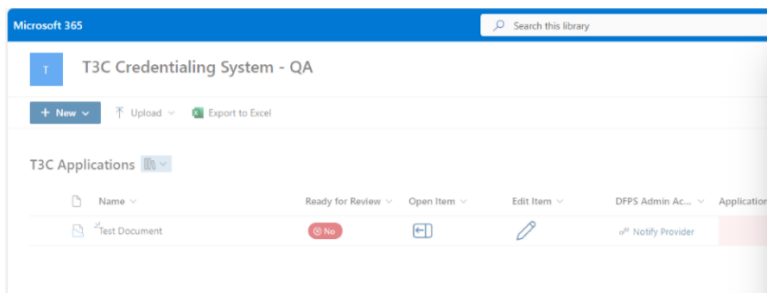 Microsoft 365 Search this library
T T3C Credentialing System - QA
+ New Upload Export to Excel
T3C Applications
Name Ready for Review Open Item Edit Item DFPS Admin Ac... Application
Test Document No Notify Provider